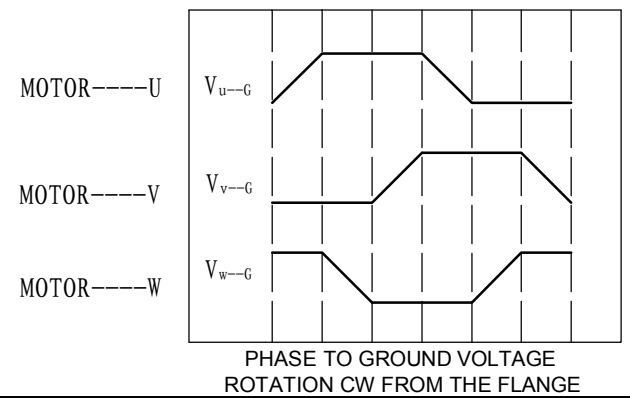 MOTOR----U Vu--G
MOTOR----V Vv--G
MOTOR----W Vw--G
PHASE TO GROUND VOLTAGE
ROTATION CW FROM THE FLANGE